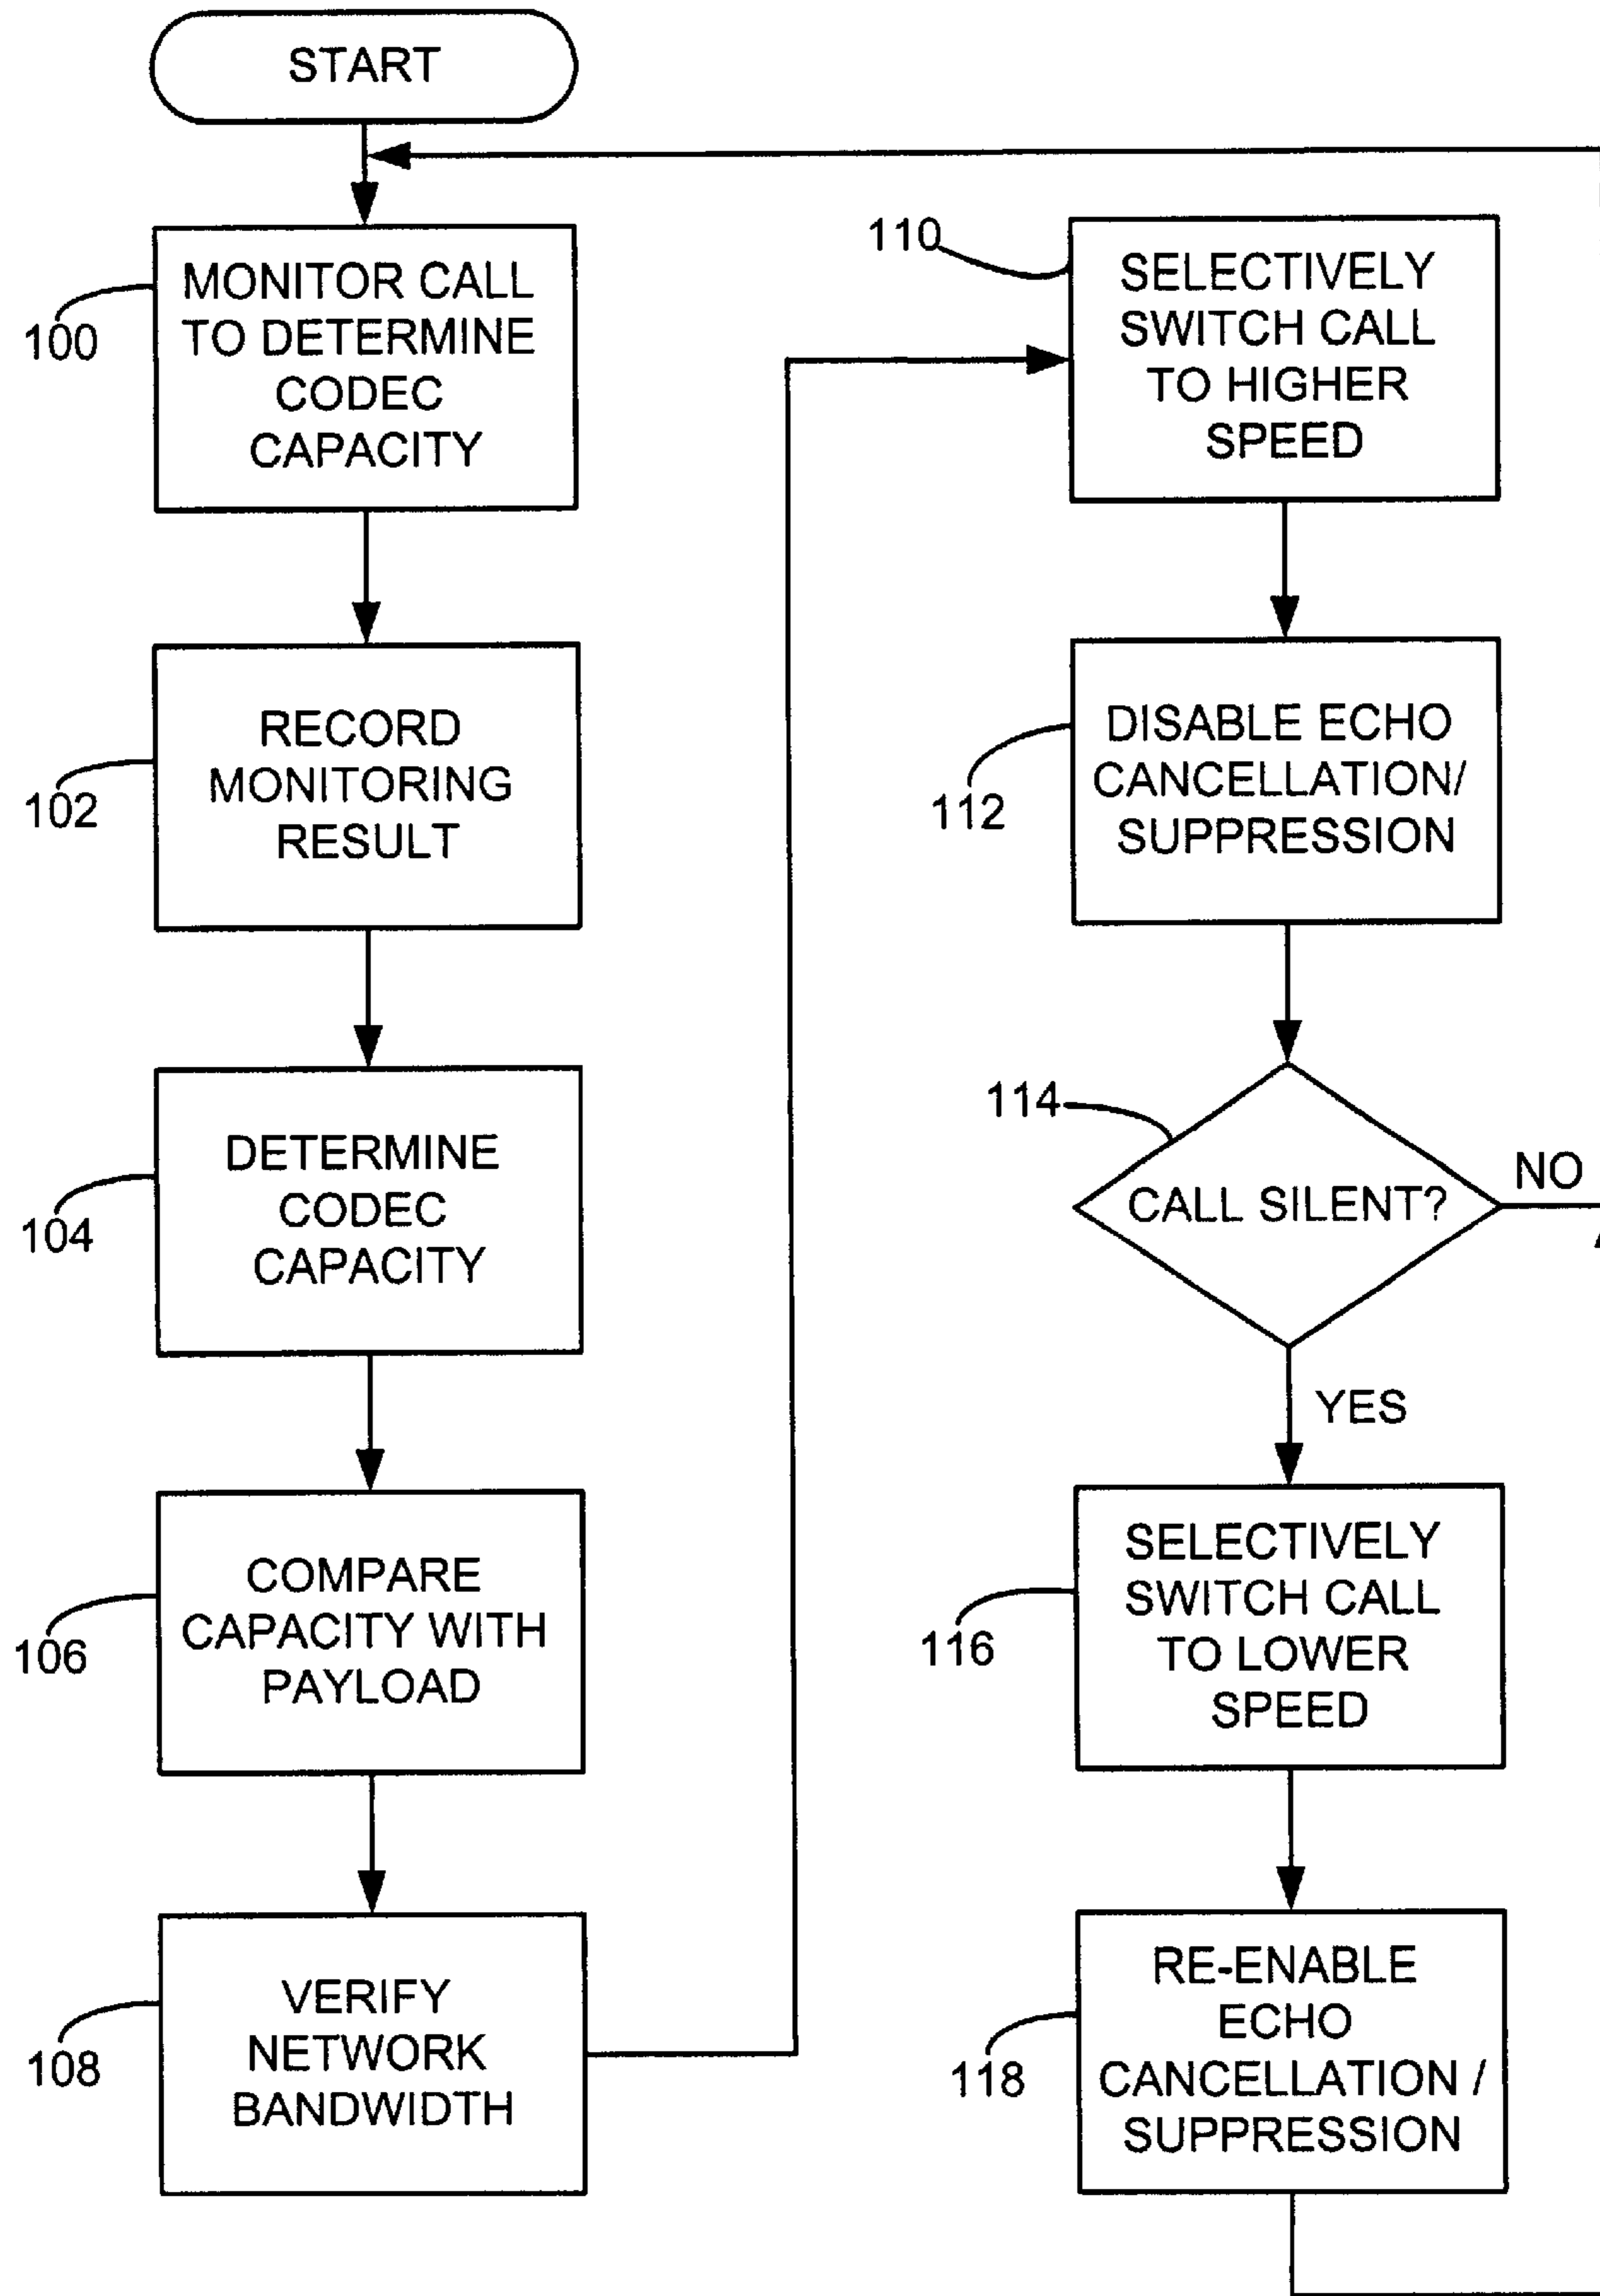 START
100
MONITOR CALL
TO DETERMINE
CODEC
CAPACITY
102
RECORD
MONITORING
RESULT
104
DETERMINE
CODEC
CAPACITY
106
COMPARE
CAPACITY WITH
PAYLOAD
108
VERIFY
NETWORK
BANDWIDTH
110
SELECTIVELY
SWITCH CALL
TO HIGHER
SPEED
112
DISABLE ECHO
CANCELLATION/
SUPPRESSION
114
CALL SILENT?
NO
YES
116
SELECTIVELY
SWITCH CALL
TO LOWER
SPEED
118
RE-ENABLE
ECHO
CANCELLATION /
SUPPRESSION